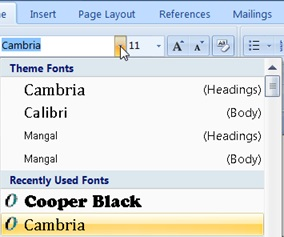 Insert Page Layout References Mailings
Cambria 11 A A Aa
Theme Fonts
Cambria (Headings)
Calibri (Body)
Mangal (Headings)
Mangal (Body)
Recently Used Fonts
O Cooper Black
O Cambria